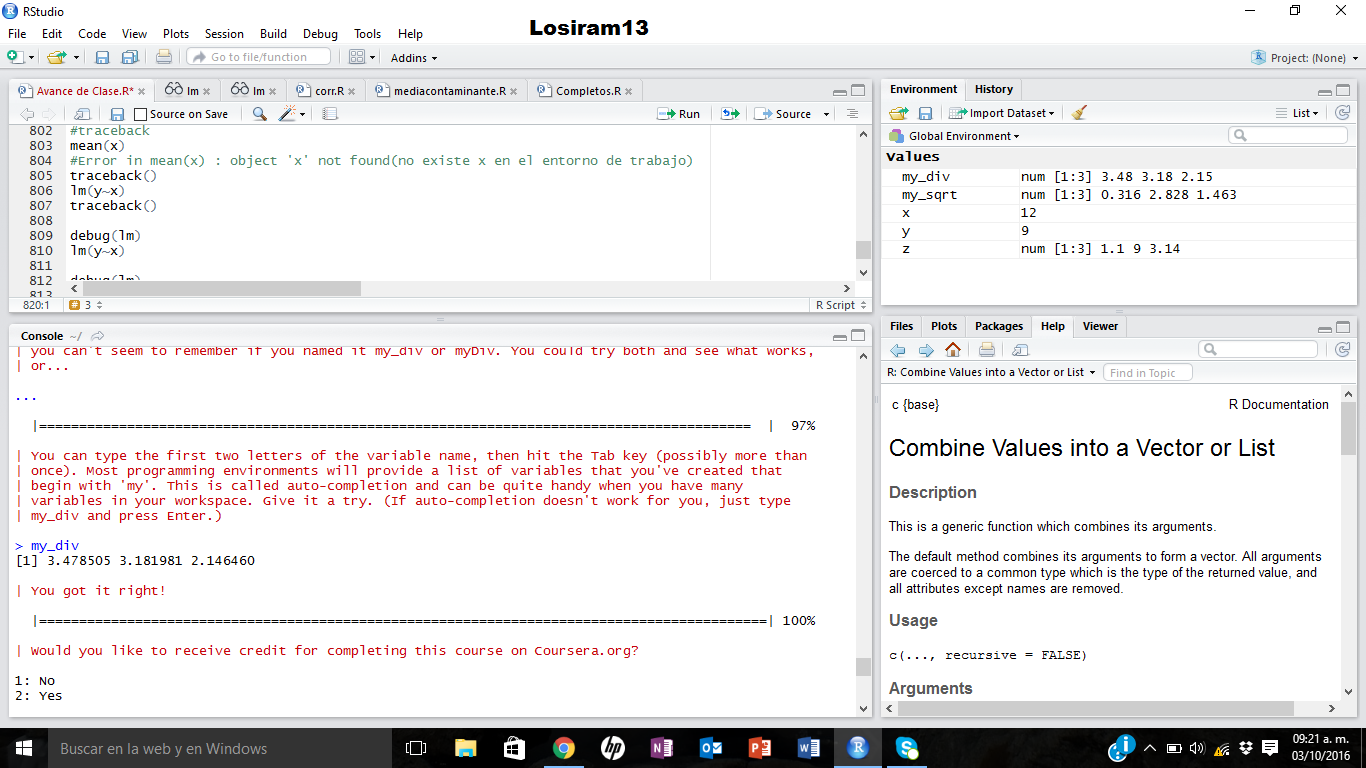 RStudio
Losiram13
File Edit Code View Plots Session Build Debug Tools Help
Go to file/function Addins Project: (None)
Avance de Clase.R* lm lm corr.R mediacontaminante.R Completos.R
Source on Save Run Source
802 #traceback
803 mean(x)
804 #Error in mean(x) : object 'x' not found(no existe x en el entorno de trabajo)
805 traceback()
806 lm(y~x)
807 traceback()
808
809 debug(lm)
810 lm(y~x)
811
812 debug(lm)
813
820:1 # 3 R Script
Console ~/
| you can't seem to remember if you named it my_div or myDiv. You could try both and see what works,
| or...
...
|=========================================================================================== | 97%
| You can type the first two letters of the variable name, then hit the Tab key (possibly more than
| once). Most programming environments will provide a list of variables that you've created that
| begin with 'my'. This is called auto-completion and can be quite handy when you have many
| variables in your workspace. Give it a try. (If auto-completion doesn't work for you, just type
| my_div and press Enter.)
> my_div
[1] 3.478505 3.181981 2.146460
| You got it right!
|=============================================================================================| 100%
| Would you like to receive credit for completing this course on Coursera.org?
1: No
2: Yes
Environment History
Import Dataset List
Global Environment
Values
my_div num [1:3] 3.48 3.18 2.15
my_sqrt num [1:3] 0.316 2.828 1.463
x 12
y 9
z num [1:3] 1.1 9 3.14
Files Plots Packages Help Viewer
R: Combine Values into a Vector or List Find in Topic
c {base} R Documentation
Combine Values into a Vector or List
Description
This is a generic function which combines its arguments.
The default method combines its arguments to form a vector. All arguments
are coerced to a common type which is the type of the returned value, and
all attributes except names are removed.
Usage
c(..., recursive = FALSE)
Arguments
Buscar en la web y en Windows
09:21 a. m.
03/10/2016